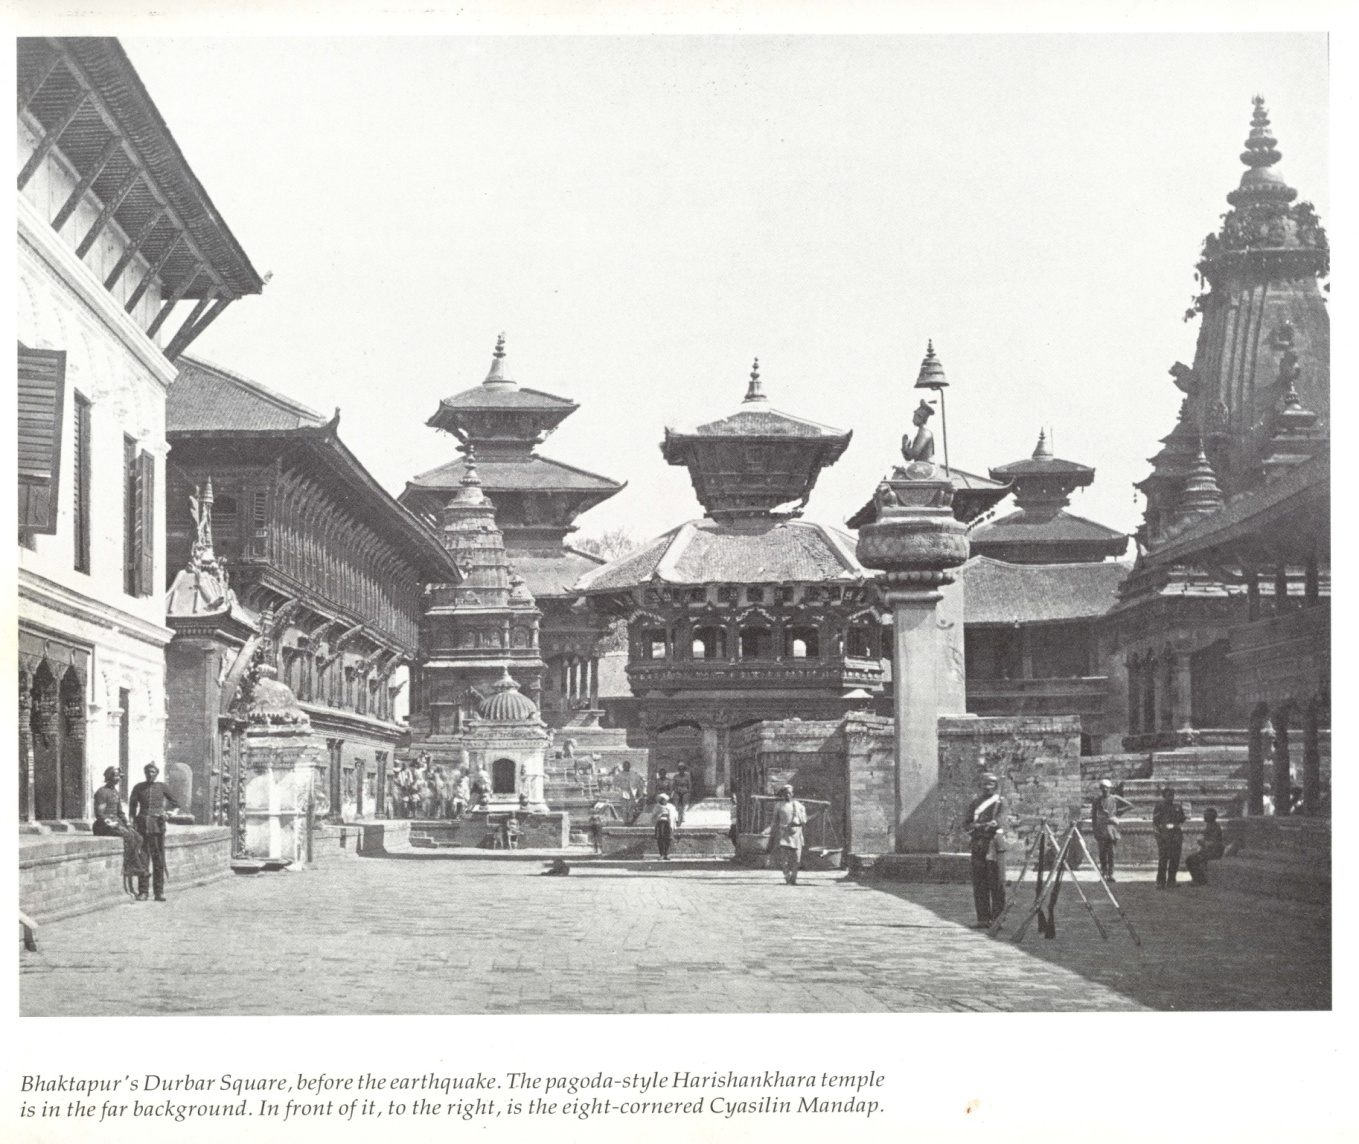 Bhaktapur's Durbar Square, before the earthquake. The pagoda-style Harishankhara temple
is in the far background. In front of it, to the right, is the eight-cornered Cyasilin Mandap.